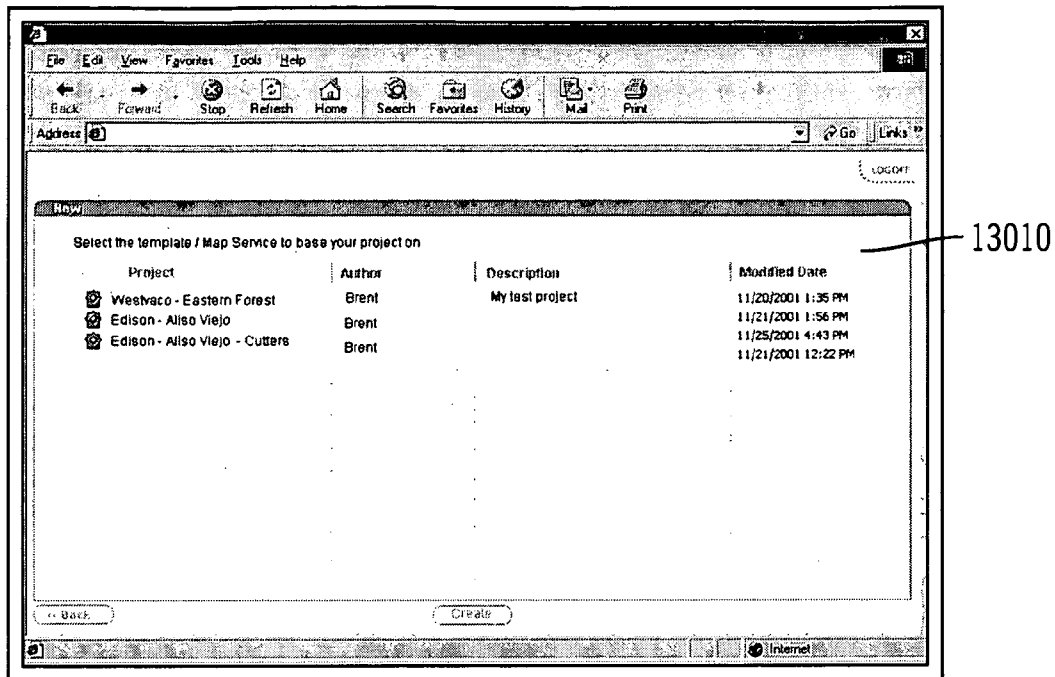 File Edit View Favorites Tools Help
Back Forward Stop Refresh Home Search Favorites History Mail Print
Address Go Links »
LOGOFF
New
Select the template / Map Service to base your project on
Project Author Description Modified Date
Westvaco - Eastern Forest Brent My test project 11/20/2001 1:35 PM
Edison - Aliso Viejo Brent 11/21/2001 1:56 PM
Edison - Aliso Viejo - Cutters Brent 11/25/2001 4:43 PM
11/21/2001 12:22 PM
<< Back Create
Internet
13010